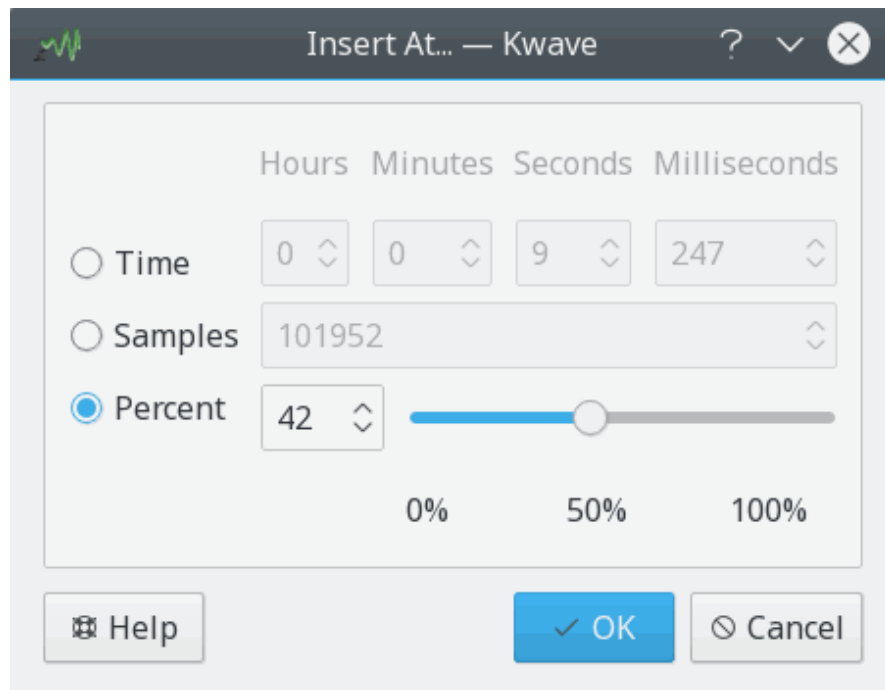 Insert At... — Kwave ?
Hours Minutes Seconds Milliseconds
Time 0 0 9 247
Samples 101952
Percent 42
0% 50% 100%
Help OK Cancel